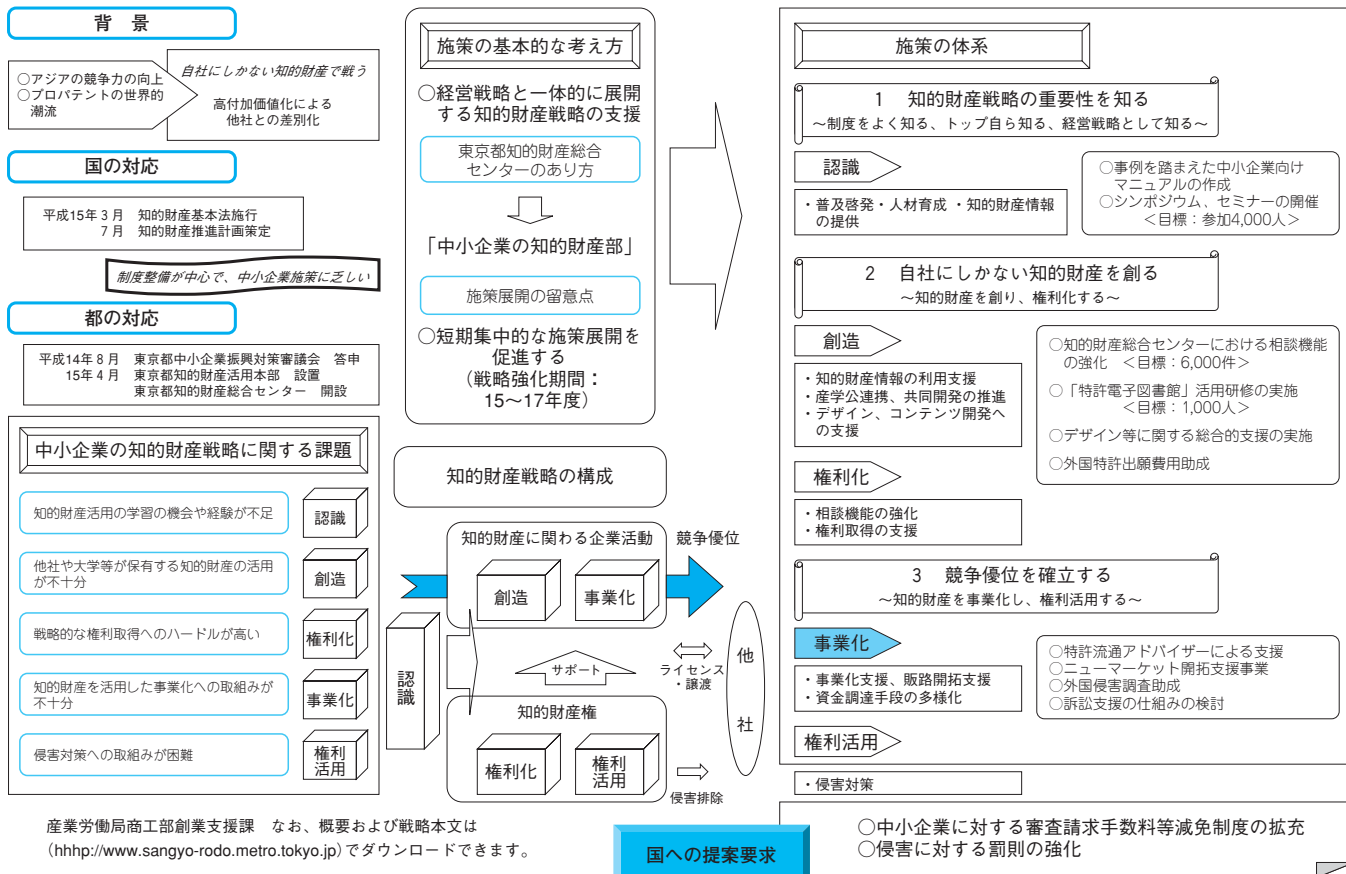 背 景
○アジアの競争力の向上
○プロパテントの世界的
潮流
自社にしかない知的財産で戦う
高付加価値化による
他社との差別化
国の対応
平成15年3月 知的財産基本法施行
7月 知的財産推進計画策定
制度整備が中心で、中小企業施策に乏しい
都の対応
平成14年8月 東京都中小企業振興対策審議会 答申
15年4月 東京都知的財産活用本部 設置
東京都知的財産総合センター 開設
中小企業の知的財産戦略に関する課題
知的財産活用の学習の機会や経験が不足
認識
他社や大学等が保有する知的財産の活用
が不十分
創造
戦略的な権利取得へのハードルが高い
権利化
知的財産を活用した事業化への取組みが
不十分
事業化
侵害対策への取組みが困難
権利
活用
施策の基本的な考え方
○経営戦略と一体的に展開
する知的財産戦略の支援
東京都知的財産総合
センターのあり方
「中小企業の知的財産部」
施策展開の留意点
○短期集中的な施策展開を
促進する
(戦略強化期間:
15~17年度)
知的財産戦略の構成
知的財産に関わる企業活動
競争優位
創造
事業化
認識
サポート
ライセンス
・譲渡
他社
知的財産権
権利化
権利
活用
侵害排除
施策の体系
1 知的財産戦略の重要性を知る
~制度をよく知る、トップ自ら知る、経営戦略として知る~
認識
・普及啓発・人材育成 ・知的財産情報
の提供
○事例を踏まえた中小企業向け
マニュアルの作成
○シンポジウム、セミナーの開催
<目標:参加4,000人>
2 自社にしかない知的財産を創る
~知的財産を創り、権利化する~
創造
・知的財産情報の利用支援
・産学公連携、共同開発の推進
・デザイン、コンテンツ開発へ
の支援
○知的財産総合センターにおける相談機能
の強化 <目標:6,000件>
○「特許電子図書館」活用研修の実施
<目標:1,000人>
○デザイン等に関する総合的支援の実施
○外国特許出願費用助成
権利化
・相談機能の強化
・権利取得の支援
3 競争優位を確立する
~知的財産を事業化し、権利活用する~
事業化
・事業化支援、販路開拓支援
・資金調達手段の多様化
○特許流通アドバイザーによる支援
○ニューマーケット開拓支援事業
○外国侵害調査助成
○訴訟支援の仕組みの検討
権利活用
・侵害対策
産業労働局商工部創業支援課 なお、概要および戦略本文は
(hhhp://www.sangyo-rodo.metro.tokyo.jp)でダウンロードできます。
国への提案要求
○中小企業に対する審査請求手数料等減免制度の拡充
○侵害に対する罰則の強化